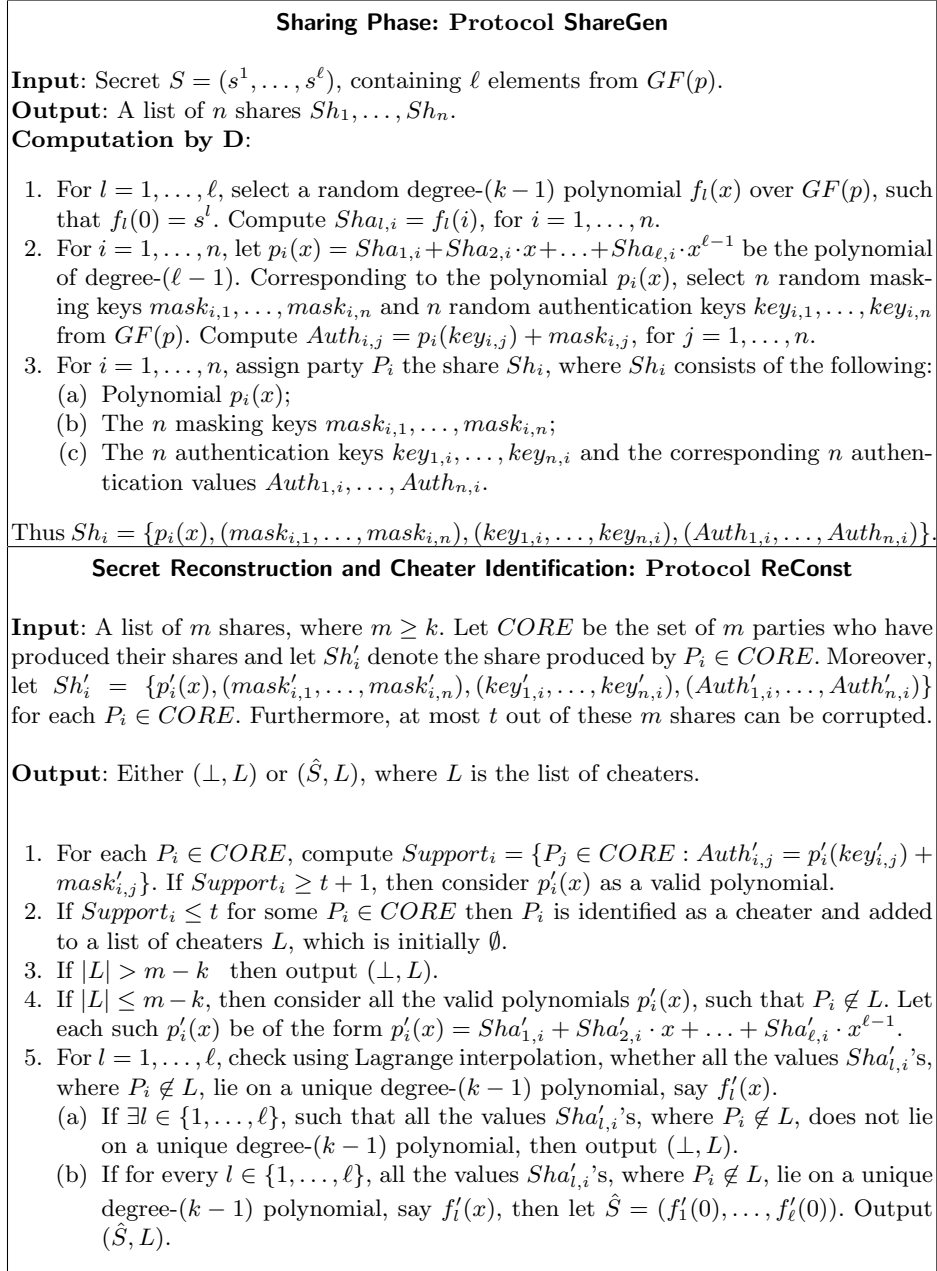 Sharing Phase: Protocol ShareGen
Input: Secret S = (s¹, . . . , s^ℓ), containing ℓ elements from GF(p).
Output: A list of n shares Sh₁, . . . , Shₙ.
Computation by D:
1. For l = 1, . . . , ℓ, select a random degree-(k − 1) polynomial f_l(x) over GF(p), such
that f_l(0) = s^l. Compute Sha_{l,i} = f_l(i), for i = 1, . . . , n.
2. For i = 1, . . . , n, let p_i(x) = Sha_{1,i}+Sha_{2,i}·x+. . .+Sha_{ℓ,i}·x^{ℓ−1} be the polynomial
of degree-(ℓ − 1). Corresponding to the polynomial p_i(x), select n random mask-
ing keys mask_{i,1}, . . . , mask_{i,n} and n random authentication keys key_{i,1}, . . . , key_{i,n}
from GF(p). Compute Auth_{i,j} = p_i(key_{i,j}) + mask_{i,j}, for j = 1, . . . , n.
3. For i = 1, . . . , n, assign party P_i the share Sh_i, where Sh_i consists of the following:
(a) Polynomial p_i(x);
(b) The n masking keys mask_{i,1}, . . . , mask_{i,n};
(c) The n authentication keys key_{1,i}, . . . , key_{n,i} and the corresponding n authen-
tication values Auth_{1,i}, . . . , Auth_{n,i}.
Thus Sh_i = {p_i(x), (mask_{i,1}, . . . , mask_{i,n}), (key_{1,i}, . . . , key_{n,i}), (Auth_{1,i}, . . . , Auth_{n,i})}.
Secret Reconstruction and Cheater Identification: Protocol ReConst
Input: A list of m shares, where m ≥ k. Let CORE be the set of m parties who have
produced their shares and let Sh′_i denote the share produced by P_i ∈ CORE. Moreover,
let Sh′_i = {p′_i(x), (mask′_{i,1}, . . . , mask′_{i,n}), (key′_{1,i}, . . . , key′_{n,i}), (Auth′_{1,i}, . . . , Auth′_{n,i})}
for each P_i ∈ CORE. Furthermore, at most t out of these m shares can be corrupted.
Output: Either (⊥, L) or (Ŝ, L), where L is the list of cheaters.
1. For each P_i ∈ CORE, compute Support_i = {P_j ∈ CORE : Auth′_{i,j} = p′_i(key′_{i,j}) +
mask′_{i,j}}. If Support_i ≥ t + 1, then consider p′_i(x) as a valid polynomial.
2. If Support_i ≤ t for some P_i ∈ CORE then P_i is identified as a cheater and added
to a list of cheaters L, which is initially ∅.
3. If |L| > m − k then output (⊥, L).
4. If |L| ≤ m − k, then consider all the valid polynomials p′_i(x), such that P_i ∉ L. Let
each such p′_i(x) be of the form p′_i(x) = Sha′_{1,i} + Sha′_{2,i} · x + . . . + Sha′_{ℓ,i} · x^{ℓ−1}.
5. For l = 1, . . . , ℓ, check using Lagrange interpolation, whether all the values Sha′_{l,i}'s,
where P_i ∉ L, lie on a unique degree-(k − 1) polynomial, say f′_l(x).
(a) If ∃l ∈ {1, . . . , ℓ}, such that all the values Sha′_{l,i}'s, where P_i ∉ L, does not lie
on a unique degree-(k − 1) polynomial, then output (⊥, L).
(b) If for every l ∈ {1, . . . , ℓ}, all the values Sha′_{l,i}'s, where P_i ∉ L, lie on a unique
degree-(k − 1) polynomial, say f′_l(x), then let Ŝ = (f′_1(0), . . . , f′_ℓ(0)). Output
(Ŝ, L).